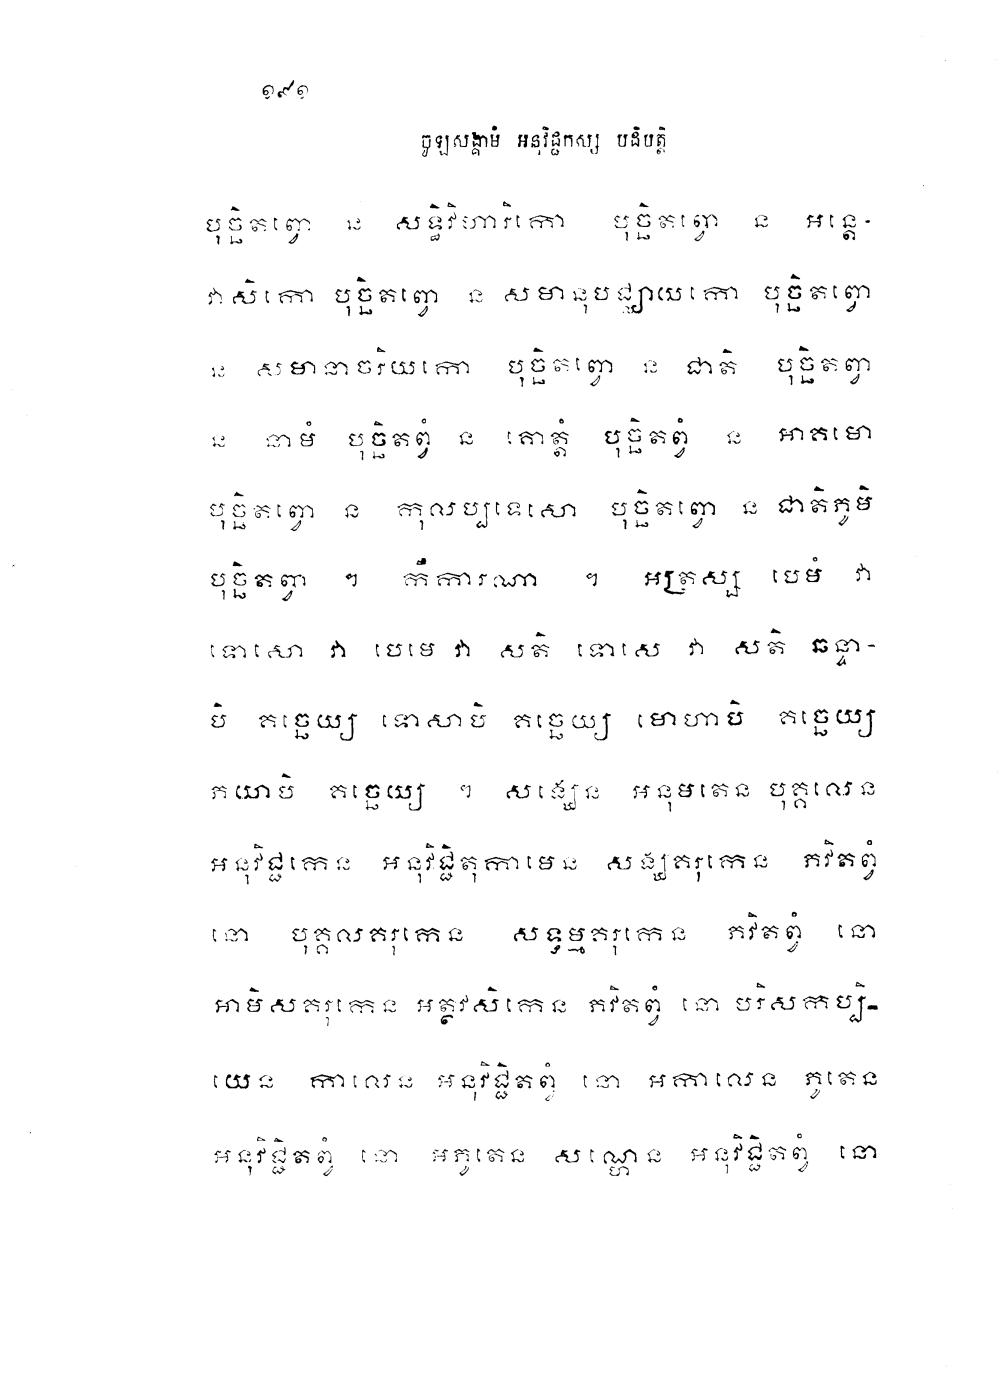 ១៩១
ចូឡសង្គាមំ អនុវិជ្ជកស្ស បដិបត្តិ
បុច្ឆិតព្វោ ន សទ្ធិវិហារិកោ បុច្ឆិតព្វោ ន អន្តេ-
វាសិកោ បុច្ឆិតព្វោ ន សមានុបជ្ឈាយកោ បុច្ឆិតព្វោ
ន សមានាចរិយកោ បុច្ឆិតព្វោ ន ជាតិ បុច្ឆិតព្វា
ន នាមំ បុច្ឆិតព្វំ ន គោត្តំ បុច្ឆិតព្វំ ន អាគមោ
បុច្ឆិតព្វោ ន កុលប្បទេសោ បុច្ឆិតព្វោ ន ជាតិភូមិ
បុច្ឆិតព្វា ។ កឹការណា ។ អត្រស្ស បេមំ វា
ទោសោ វា បេមេ វា សតិ ទោសេ វា សតិ ឆន្ទា-
បិ គច្ឆេយ្យ ទោសាបិ គច្ឆេយ្យ មោហាបិ គច្ឆេយ្យ
ភយាបិ គច្ឆេយ្យ ។ សង្ឃេន អនុមតេន បុគ្គលេន
អនុវិជ្ជកេន អនុវិជ្ជិតុកាមេន សង្ឃគរុកេន ភវិតព្វំ
នោ បុគ្គលគរុកេន សទ្ធម្មគរុកេន ភវិតព្វំ នោ
អាមិសគរុកេន អត្ថវសិកេន ភវិតព្វំ នោ បរិសកប្បិ-
យេន កាលេន អនុវិជ្ជិតព្វំ នោ អកាលេន ភូតេន
អនុវិជ្ជិតព្វំ នោ អភូតេន សណ្ហេន អនុវិជ្ជិតព្វំ នោ